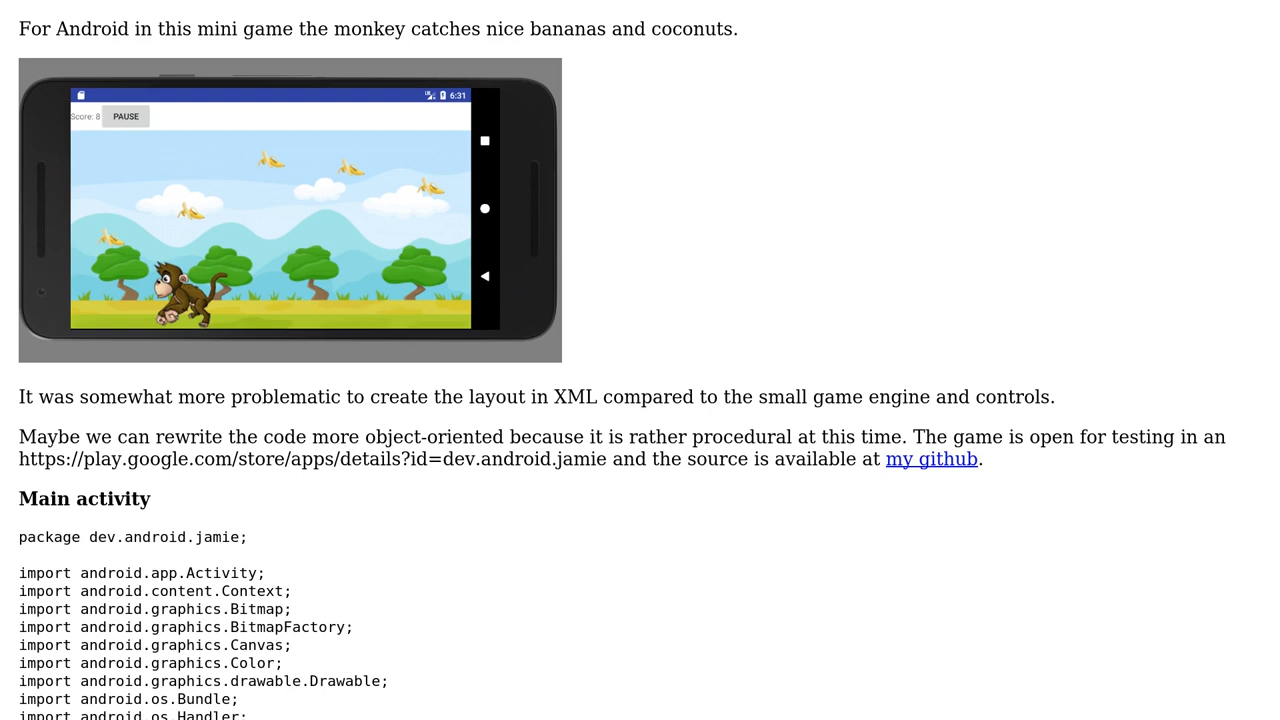 For Android in this mini game the monkey catches nice bananas and coconuts.
6:31
Score: 8 PAUSE
It was somewhat more problematic to create the layout in XML compared to the small game engine and controls.
Maybe we can rewrite the code more object-oriented because it is rather procedural at this time. The game is open for testing in an
https://play.google.com/store/apps/details?id=dev.android.jamie and the source is available at my github.
Main activity
package dev.android.jamie;
import android.app.Activity;
import android.content.Context;
import android.graphics.Bitmap;
import android.graphics.BitmapFactory;
import android.graphics.Canvas;
import android.graphics.Color;
import android.graphics.drawable.Drawable;
import android.os.Bundle;
import android.os.Handler;